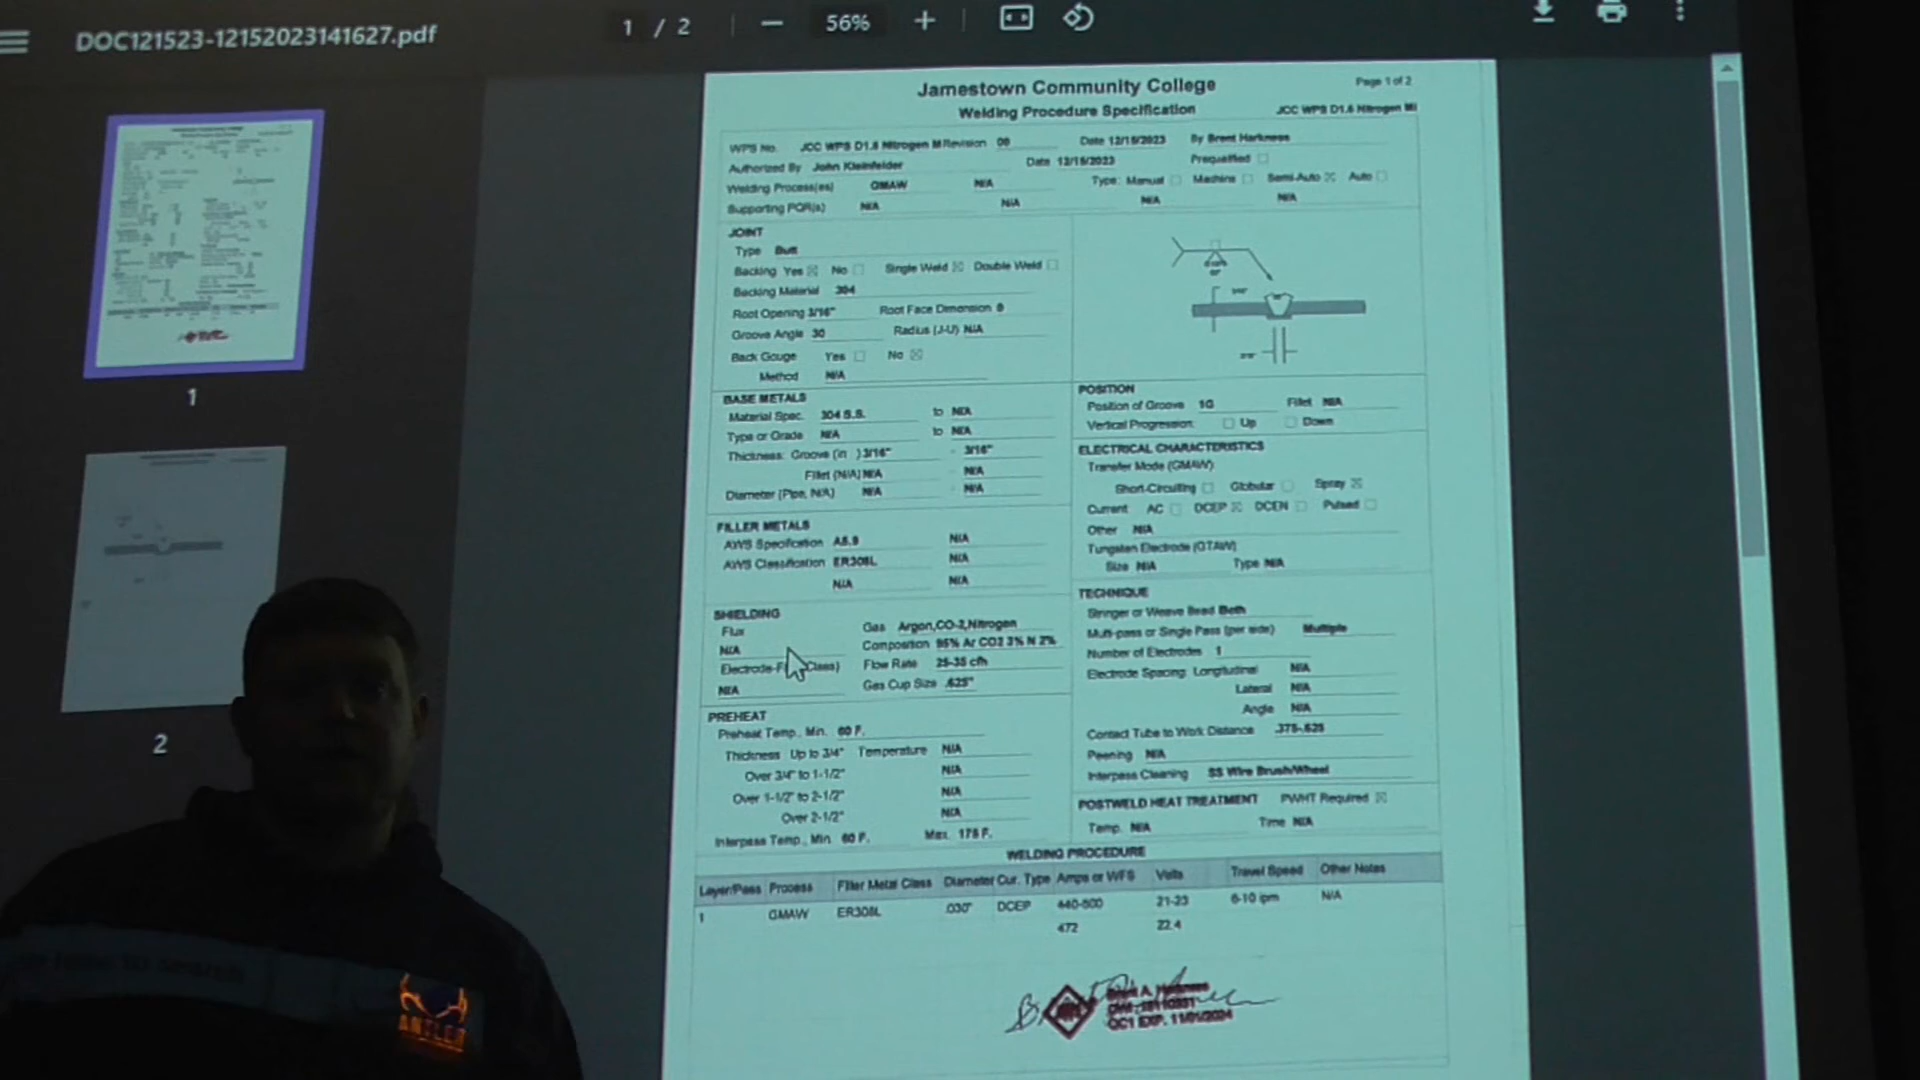 DOC121523-12152023141627.pdf
1 / 2
56%
1
2
Jamestown Community College
Page 1 of 2
Welding Procedure Specification
JCC WPS D1.6 Nitrogen Mi
WPS No. JCC WPS D1.6 Nitrogen M Revision 00 Date 12/15/2023 By Brent Harkness
Authorized By John Kleinfelder Date 12/15/2023 Prequalified
Welding Process(es) GMAW N/A Type: Manual Machine Semi-Auto Auto
Supporting PQR(s) N/A N/A N/A N/A
JOINT
Type Butt
Backing Yes No Single Weld Double Weld
Backing Material 304
Root Opening 3/16" Root Face Dimension 0
Groove Angle 30 Radius (J-U) N/A
Back Gouge Yes No
Method N/A
BASE METALS
Material Spec. 304 S.S. to N/A
Type or Grade N/A to N/A
Thickness: Groove (in ) 3/16" - 3/16"
Fillet (N/A) N/A - N/A
Diameter (Pipe, N/A) N/A - N/A
POSITION
Position of Groove 1G Fillet N/A
Vertical Progression: Up Down
ELECTRICAL CHARACTERISTICS
Transfer Mode (GMAW)
Short-Circuiting Globular Spray
Current AC DCEP DCEN Pulsed
Other N/A
Tungsten Electrode (GTAW)
Size N/A Type N/A
FILLER METALS
AWS Specification A5.9 N/A
AWS Classification ER308L N/A
N/A N/A
SHIELDING
Flux
N/A
Gas Argon,CO-2,Nitrogen
Composition 95% Ar CO2 3% N 2%
Flow Rate 25-35 cfh
N/A
Gas Cup Size .625"
TECHNIQUE
Stringer or Weave Bead Both
Multi-pass or Single Pass (per side) Multiple
Number of Electrodes 1
Electrode Spacing: Longitudinal N/A
Lateral N/A
Angle N/A
Contact Tube to Work Distance .375-.625
Peening N/A
Interpass Cleaning SS Wire Brush/Wheel
PREHEAT
Preheat Temp., Min. 60 F.
Thickness Up to 3/4" Temperature N/A
Over 3/4" to 1-1/2" N/A
Over 1-1/2" to 2-1/2" N/A
Over 2-1/2" N/A
Interpass Temp., Min. 60 F. Max. 175 F.
POSTWELD HEAT TREATMENT PWHT Required
Temp. N/A Time N/A
WELDING PROCEDURE
Layer/Pass Process Filler Metal Class Diameter Cur. Type Amps or WFS Volts Travel Speed Other Notes
1 GMAW ER308L .030" DCEP 440-500 21-23 6-10 ipm N/A
472 22.4
Brent A. Harkness
QC1 EXP. 11/01/2024
ANTLER